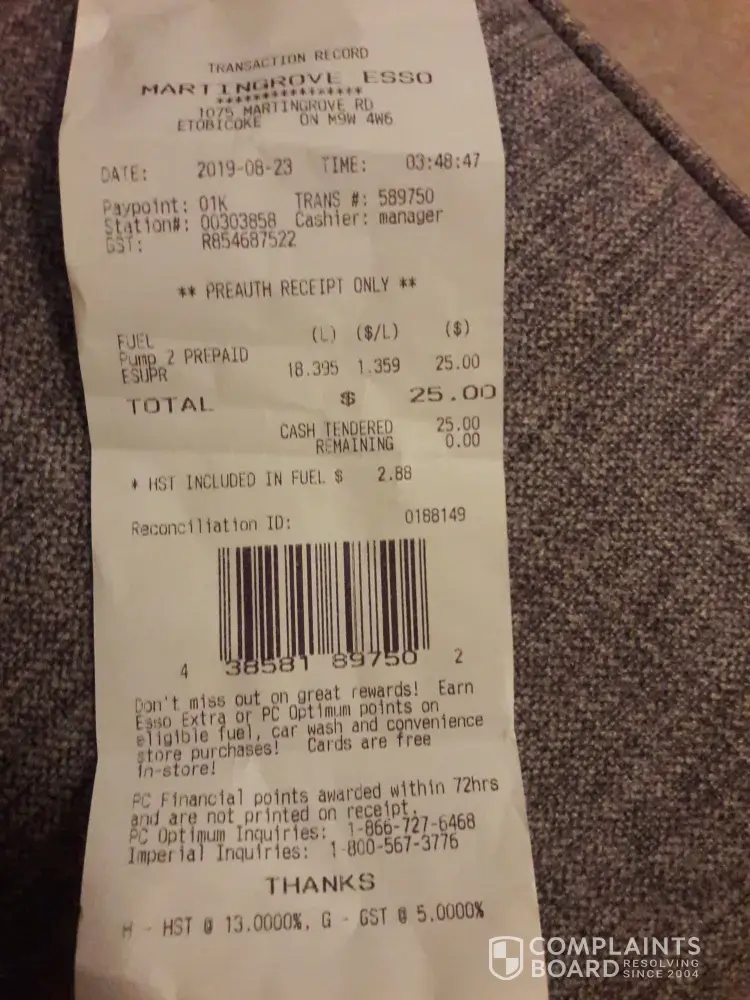 TRANSACTION RECORD
MARTINGROVE ESSO
******************
1075 MARTINGROVE RD
ETOBICOKE ON M9W 4W6
DATE: 2019-08-23 TIME: 03:48:47
Paypoint: 01K TRANS #: 589750
Station#: 00303858 Cashier: manager
GST: R854687522
** PREAUTH RECEIPT ONLY **
FUEL (L) ($/L) ($)
Pump 2 PREPAID
ESUPR 18.395 1.359 25.00
TOTAL $ 25.00
CASH TENDERED 25.00
REMAINING 0.00
* HST INCLUDED IN FUEL $ 2.88
Reconciliation ID: 0188149
4 38581 89750 2
Don't miss out on great rewards! Earn
Esso Extra or PC Optimum points on
eligible fuel, car wash and convenience
store purchases! Cards are free
in-store!
PC Financial points awarded within 72hrs
and are not printed on receipt.
PC Optimum Inquiries: 1-866-727-6468
Imperial Inquiries: 1-800-567-3776
THANKS
H - HST @ 13.0000%, G - GST @ 5.0000%
COMPLAINTS
BOARD RESOLVING
SINCE 2004